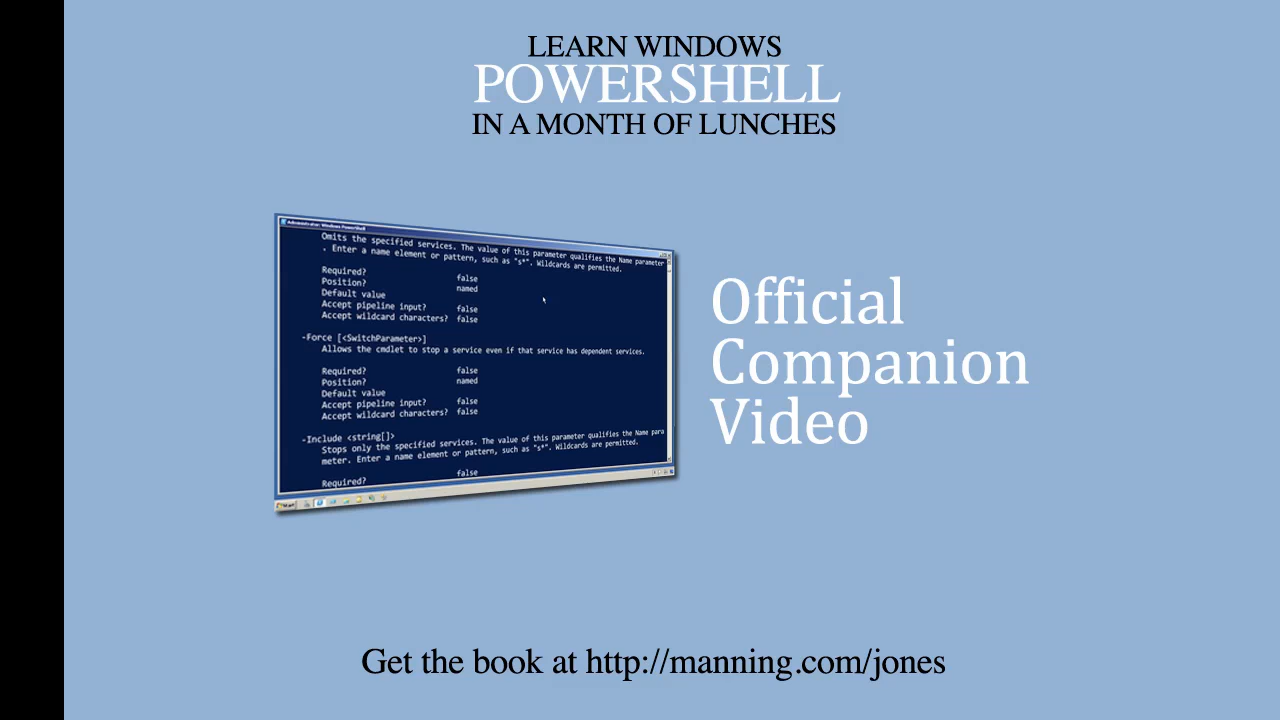 LEARN WINDOWS
POWERSHELL
IN A MONTH OF LUNCHES
Administrator: Windows PowerShell
Omits the specified services. The value of this parameter qualifies the Name parameter
. Enter a name element or pattern, such as "s*". Wildcards are permitted.
Required? false
Position? named
Default value
Accept pipeline input? false
Accept wildcard characters? false
-Force [<SwitchParameter>]
Allows the cmdlet to stop a service even if that service has dependent services.
Required? false
Position? named
Default value
Accept pipeline input? false
Accept wildcard characters? false
-Include <string[]>
Stops only the specified services. The value of this parameter qualifies the Name para
meter. Enter a name element or pattern, such as "s*". Wildcards are permitted.
Required? false
Start
Official
Companion
Video
Get the book at http://manning.com/jones